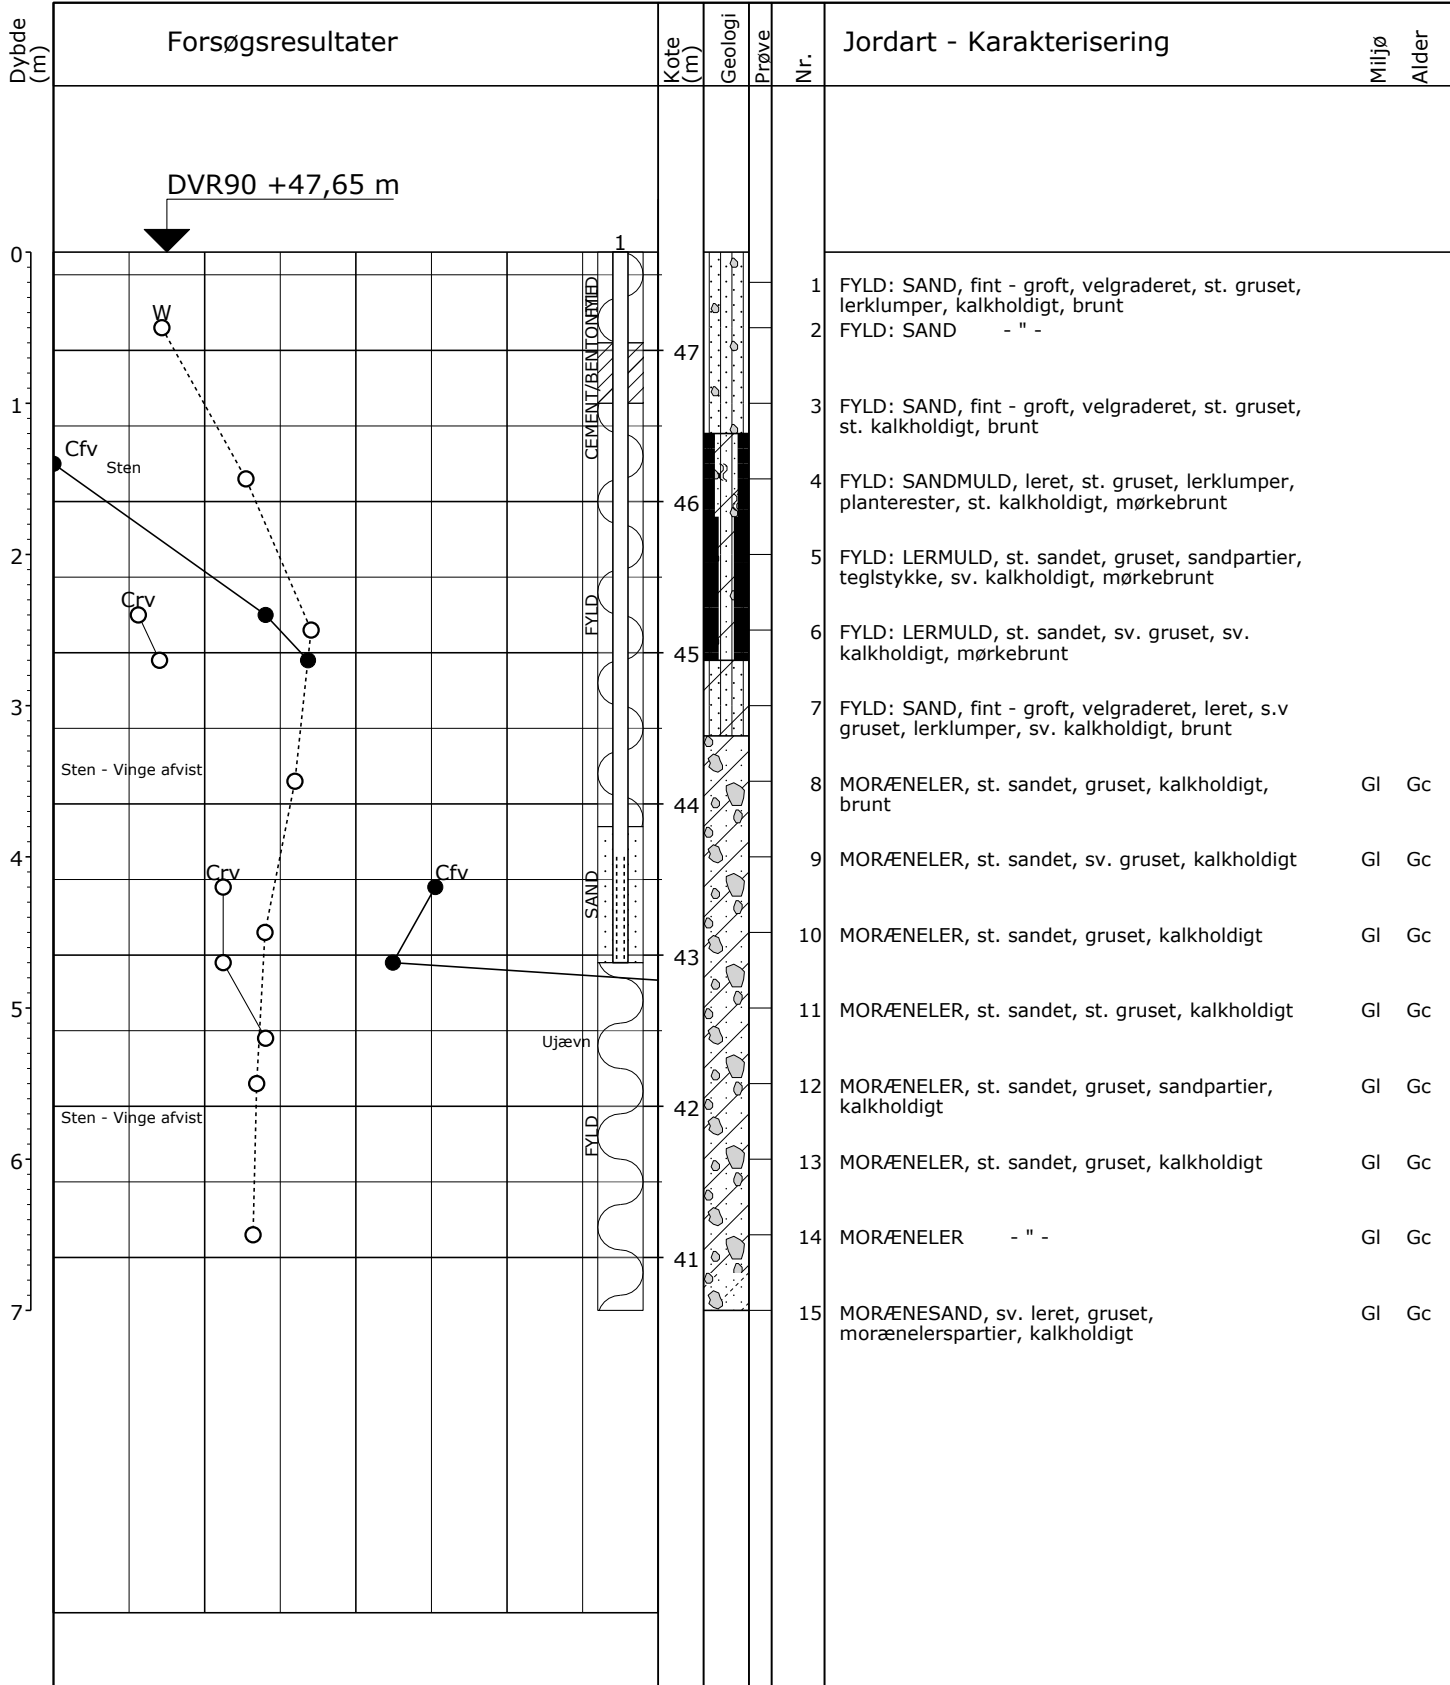 Dybde
(m)
Forsøgsresultater
Kote
(m)
Geologi
Prøve
Nr.
Jordart - Karakterisering
Miljø
Alder
DVR90 +47,65 m
0
1
2
3
4
5
6
7
1
W
Cfv
Sten
Crv
Sten - Vinge afvist
Crv
Cfv
Ujævn
Sten - Vinge afvist
FYLD
CEMENT/BENTONITE
FYLD
SAND
FYLD
47
46
45
44
43
42
41
1 FYLD: SAND, fint - groft, velgraderet, st. gruset,
lerklumper, kalkholdigt, brunt
2 FYLD: SAND - " -
3 FYLD: SAND, fint - groft, velgraderet, st. gruset,
st. kalkholdigt, brunt
4 FYLD: SANDMULD, leret, st. gruset, lerklumper,
planterester, st. kalkholdigt, mørkebrunt
5 FYLD: LERMULD, st. sandet, gruset, sandpartier,
teglstykke, sv. kalkholdigt, mørkebrunt
6 FYLD: LERMULD, st. sandet, sv. gruset, sv.
kalkholdigt, mørkebrunt
7 FYLD: SAND, fint - groft, velgraderet, leret, s.v
gruset, lerklumper, sv. kalkholdigt, brunt
8 MORÆNELER, st. sandet, gruset, kalkholdigt, Gl Gc
brunt
9 MORÆNELER, st. sandet, sv. gruset, kalkholdigt Gl Gc
10 MORÆNELER, st. sandet, gruset, kalkholdigt Gl Gc
11 MORÆNELER, st. sandet, st. gruset, kalkholdigt Gl Gc
12 MORÆNELER, st. sandet, gruset, sandpartier, Gl Gc
kalkholdigt
13 MORÆNELER, st. sandet, gruset, kalkholdigt Gl Gc
14 MORÆNELER - " - Gl Gc
15 MORÆNESAND, sv. leret, gruset, Gl Gc
morænelerspartier, kalkholdigt